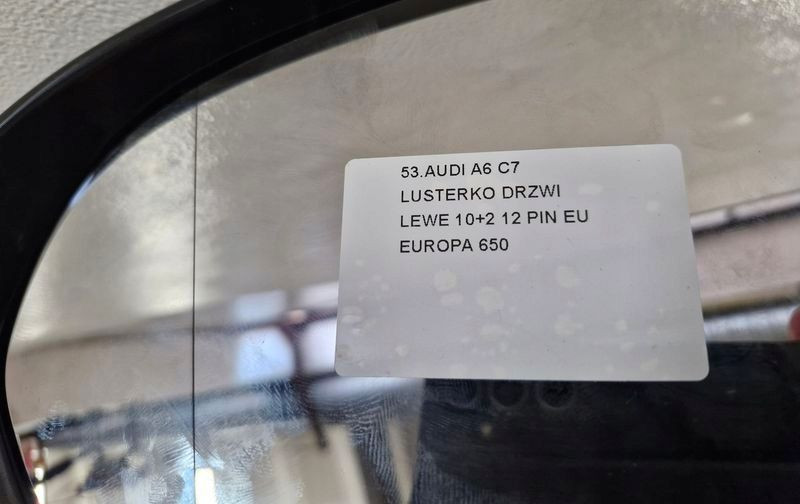 53.AUDI A6 C7
LUSTERKO DRZWI
LEWE 10+2 12 PIN EU
EUROPA 650